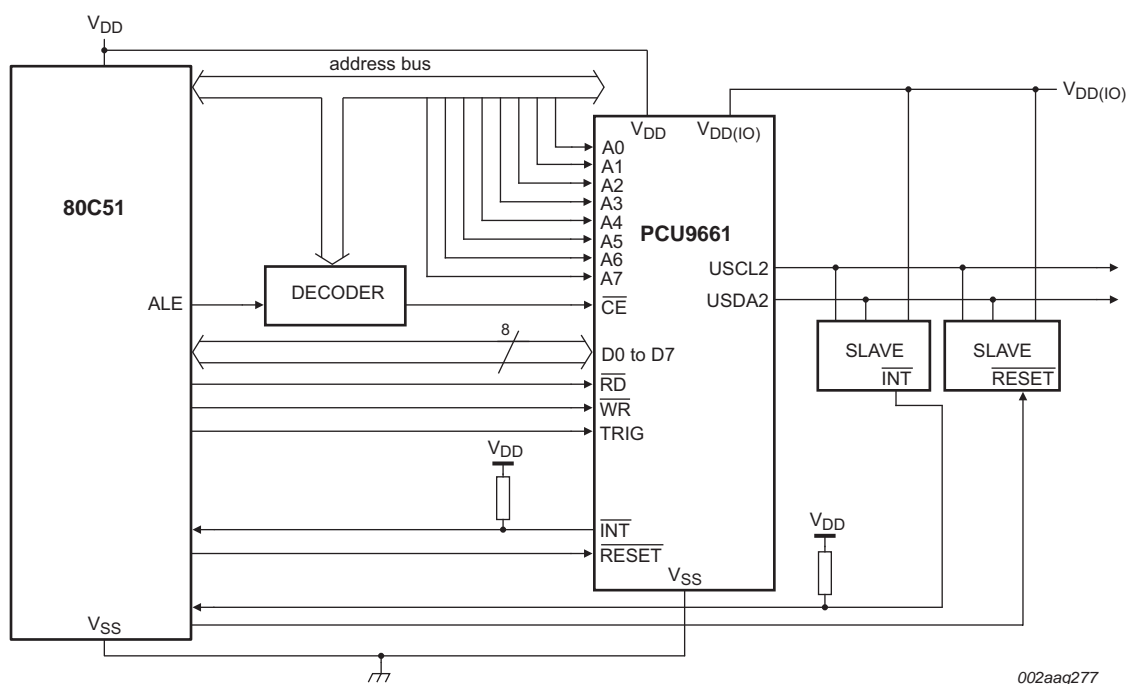 VDD
address bus
80C51
ALE
DECODER
8
VDD
VDD(IO)
A0
A1
A2
A3
A4
A5
A6
A7
CE
D0 to D7
RD
WR
TRIG
INT
RESET
VSS
PCU9661
USCL2
USDA2
VDD(IO)
SLAVE
INT
SLAVE
RESET
VDD
VDD
VSS
002aag277